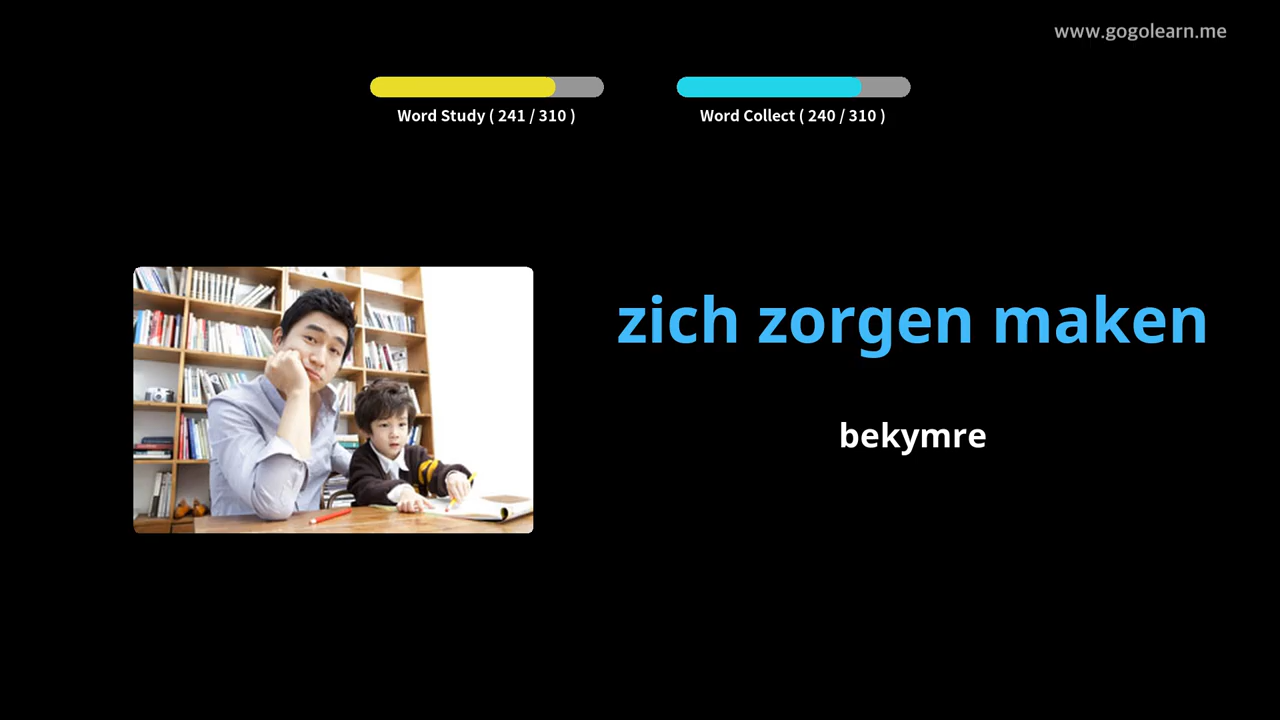 www.gogolearn.me
Word Study ( 241 / 310 )
Word Collect ( 240 / 310 )
zich zorgen maken
bekymre